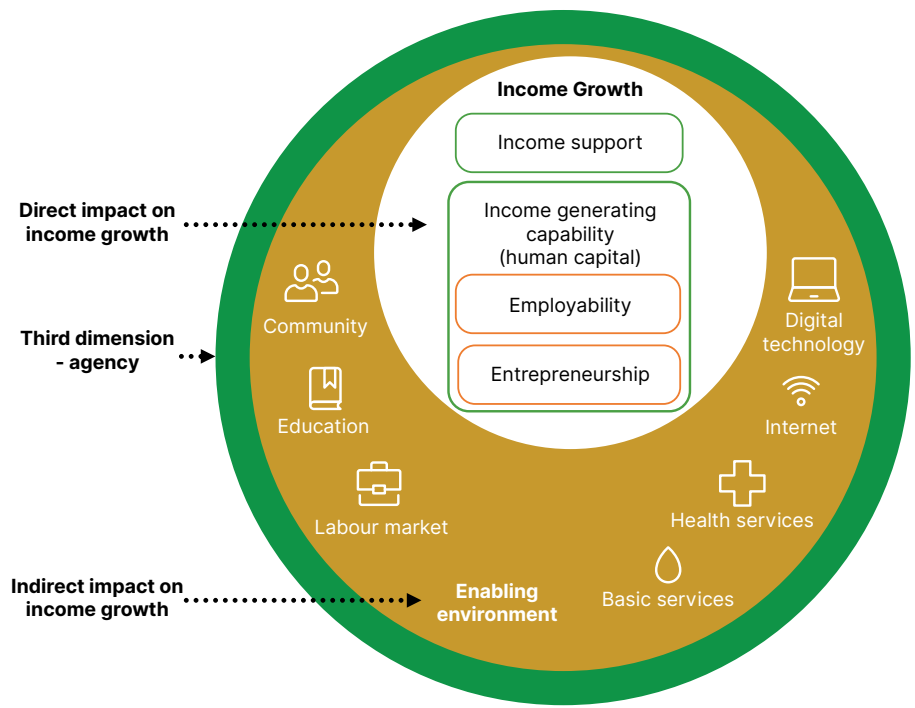 Income Growth
Income support
Direct impact on
income growth
Income generating
capability
(human capital)
Employability
Entrepreneurship
Third dimension
- agency
Community
Education
Labour market
Digital
technology
Internet
Health services
Basic services
Indirect impact on
income growth
Enabling
environment